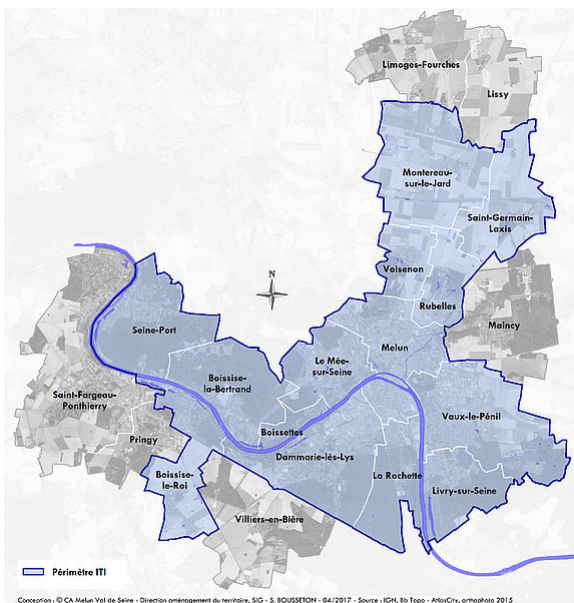 Limoges-Fourches
Lissy
Montereau-
sur-le-Jard
Saint-Germain-
Laxis
Voisenon
Rubelles
Maincy
N
Seine-Port
Le Mée-
sur-Seine
Melun
Boissise-
la-Bertrand
Saint-Fargeau-
Ponthierry
Vaux-le-Pénil
Boissettes
Pringy
Dammarie-lès-Lys
Boissise-
le-Roi
La Rochette
Livry-sur-Seine
Villiers-en-Bière
Périmètre ITI
Conception : © CA Melun Val de Seine - Direction aménagement du territoire, SIG - S. BOUSSETON - 04/2017 - Source : IGN, Bb Topo - AtlasCity, orthophoto 2015